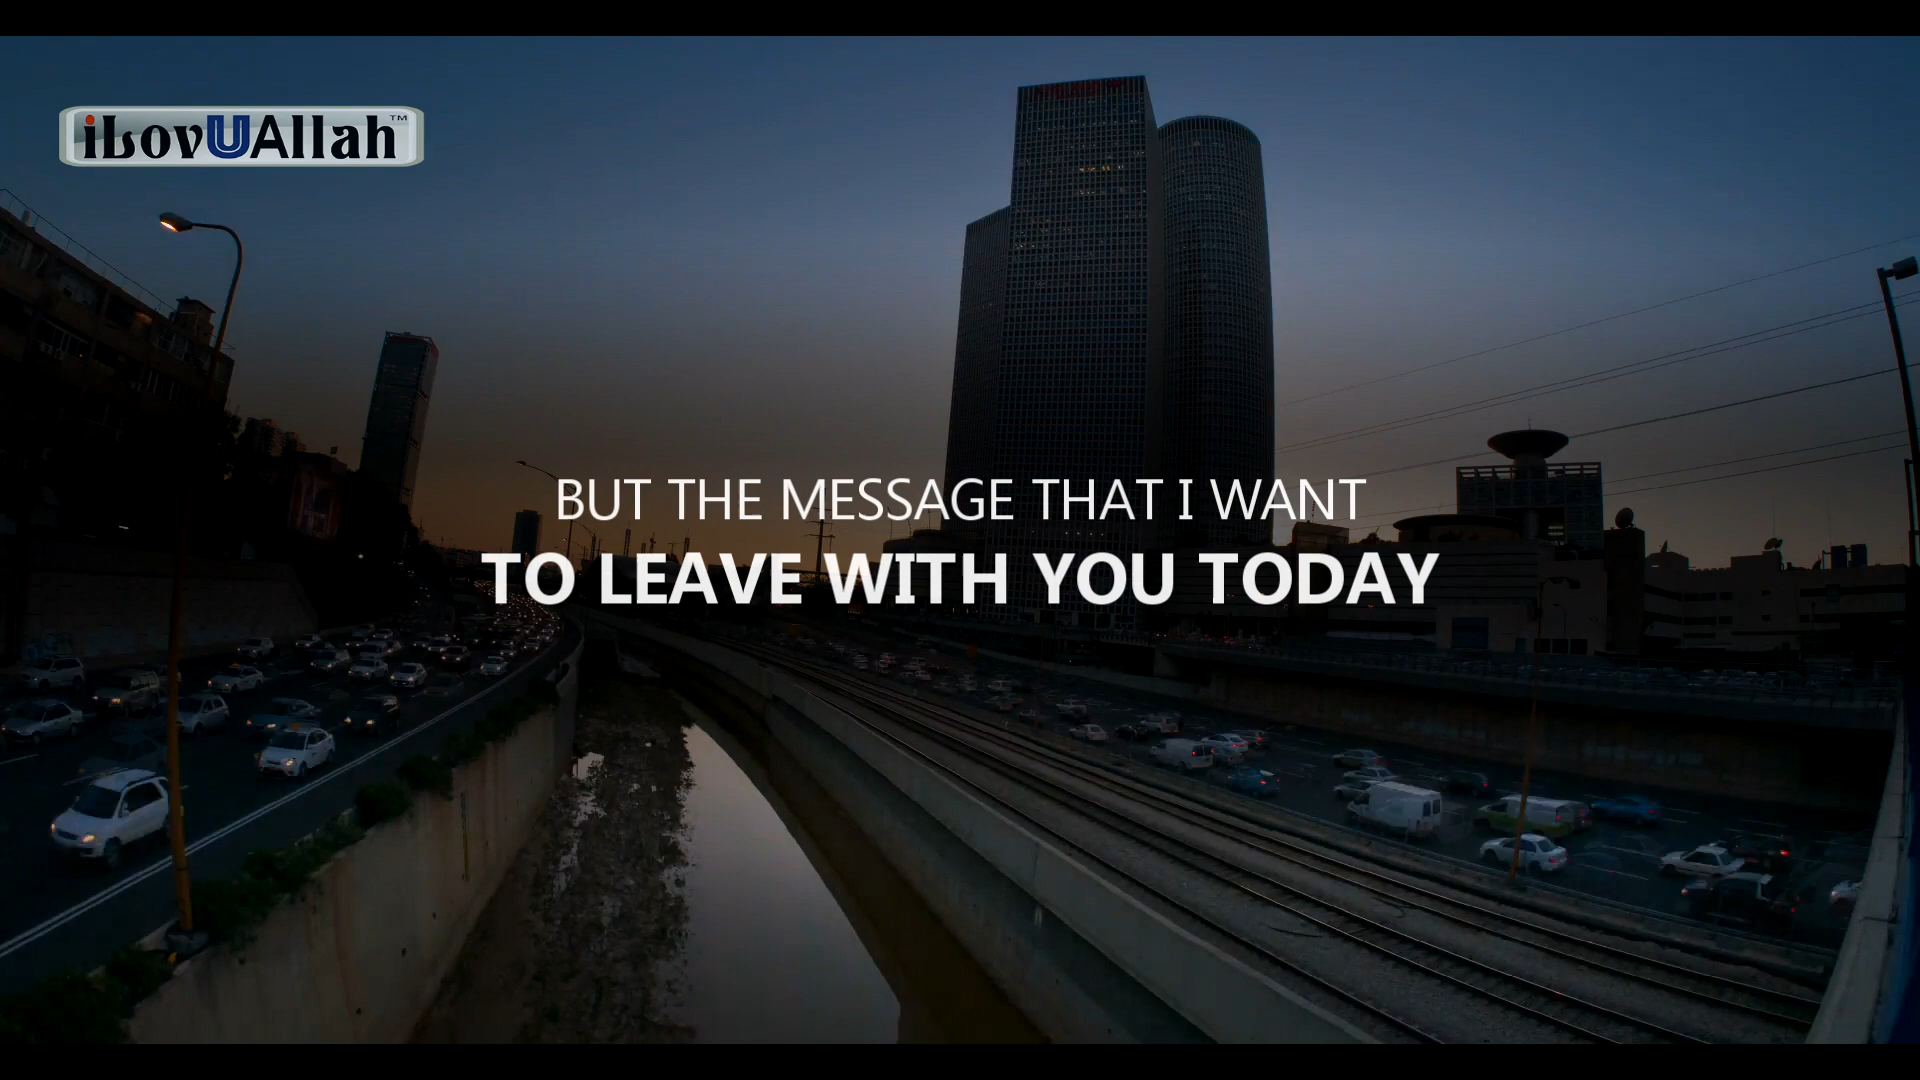 iLovUAllah™
BUT THE MESSAGE THAT I WANT
TO LEAVE WITH YOU TODAY